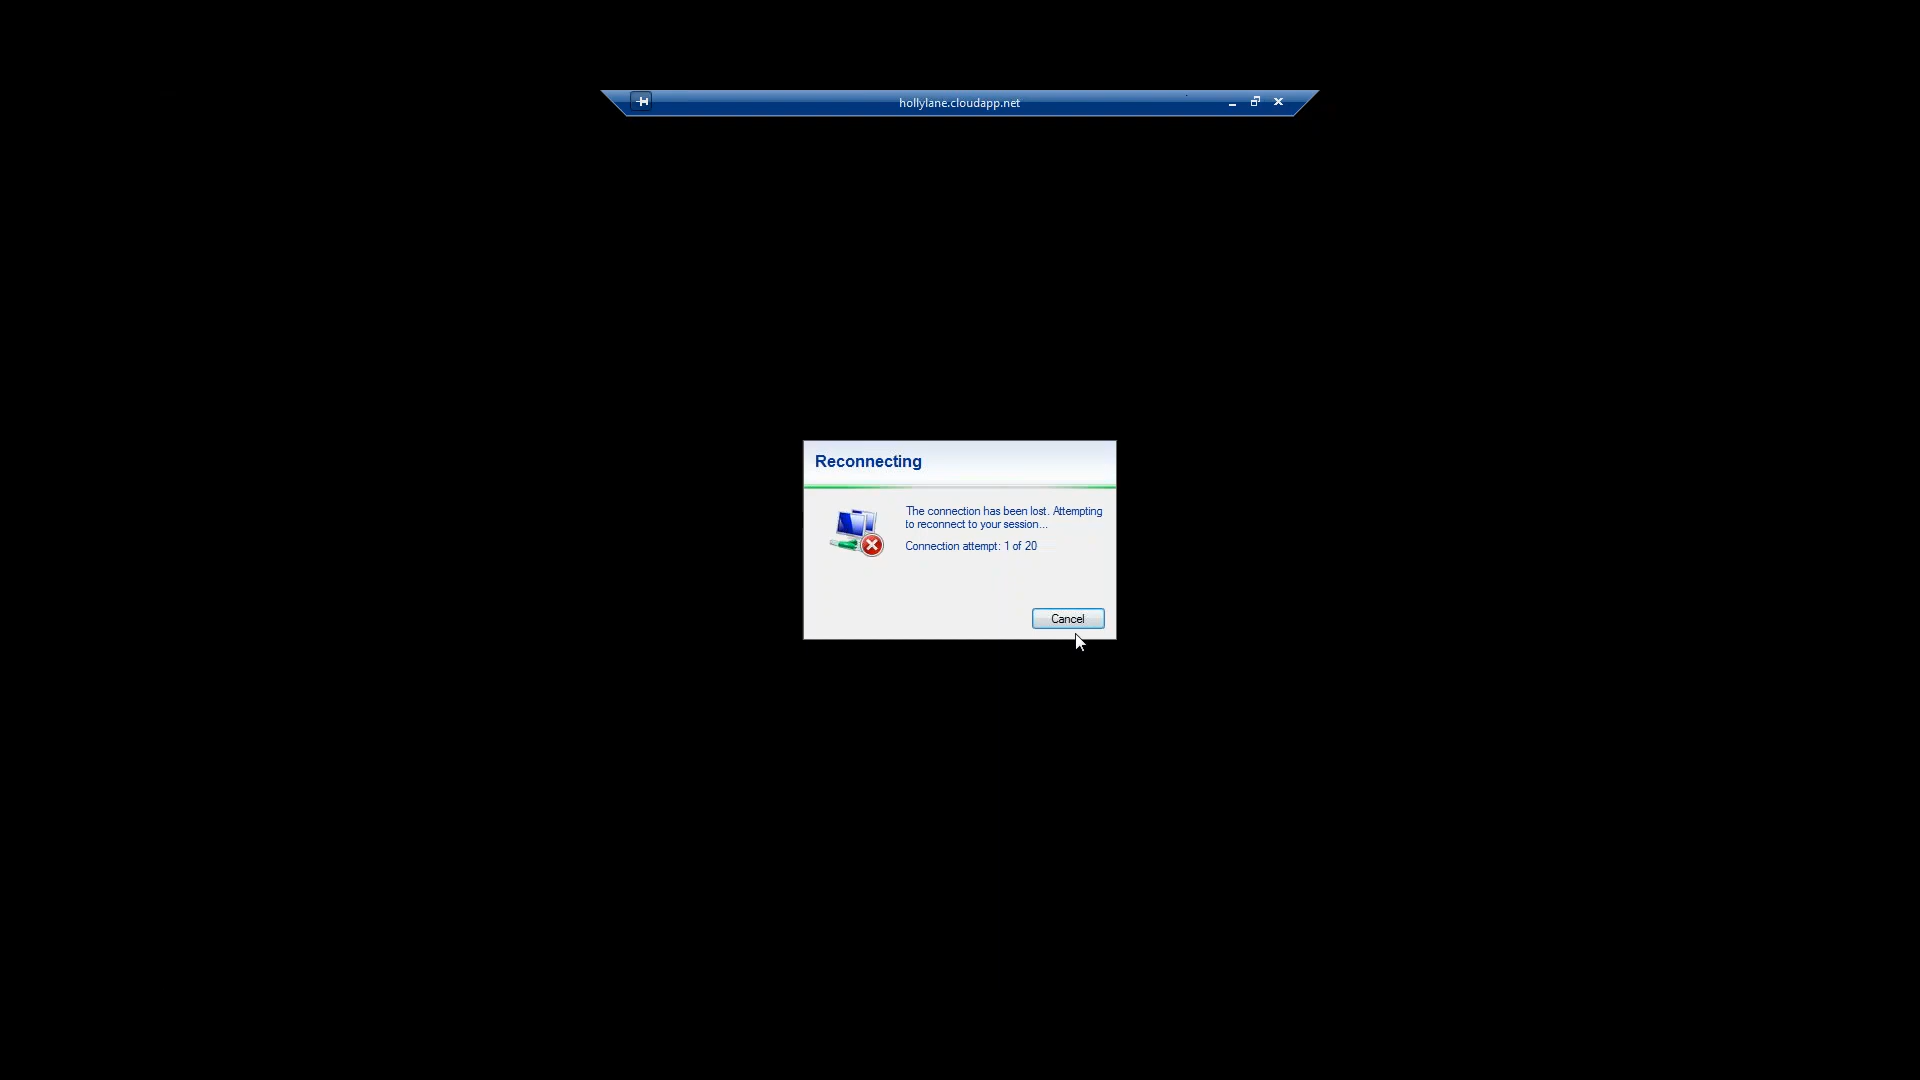 hollylane.cloudapp.net
Reconnecting
The connection has been lost. Attempting
to reconnect to your session...
Connection attempt: 1 of 20
Cancel